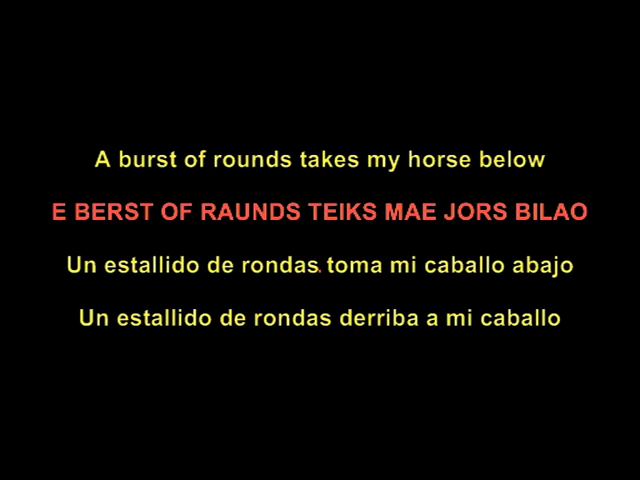 A burst of rounds takes my horse below
E BERST OF RAUNDS TEIKS MAE JORS BILAO
Un estallido de rondas toma mi caballo abajo
Un estallido de rondas derriba a mi caballo